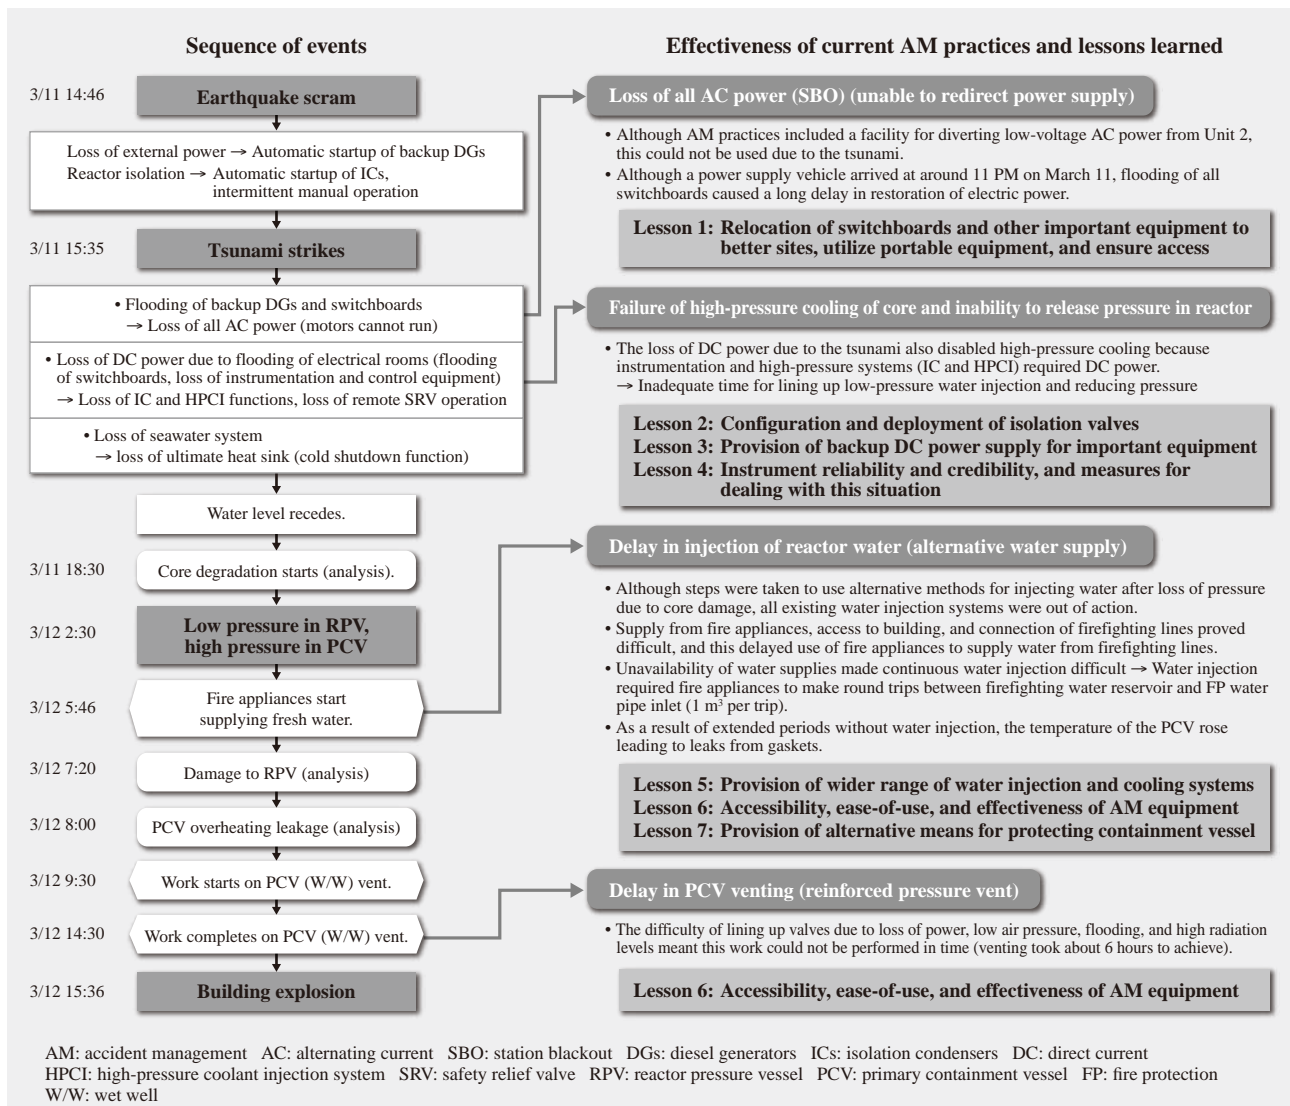 Sequence of events
3/11 14:46
Earthquake scram
Loss of external power → Automatic startup of backup DGs
Reactor isolation → Automatic startup of ICs,
intermittent manual operation
3/11 15:35
Tsunami strikes
• Flooding of backup DGs and switchboards
→ Loss of all AC power (motors cannot run)
• Loss of DC power due to flooding of electrical rooms (flooding
of switchboards, loss of instrumentation and control equipment)
→ Loss of IC and HPCI functions, loss of remote SRV operation
• Loss of seawater system
→ loss of ultimate heat sink (cold shutdown function)
Water level recedes.
3/11 18:30
Core degradation starts (analysis).
3/12 2:30
Low pressure in RPV,
high pressure in PCV
3/12 5:46
Fire appliances start
supplying fresh water.
3/12 7:20
Damage to RPV (analysis)
3/12 8:00
PCV overheating leakage (analysis)
3/12 9:30
Work starts on PCV (W/W) vent.
3/12 14:30
Work completes on PCV (W/W) vent.
3/12 15:36
Building explosion
Effectiveness of current AM practices and lessons learned
Loss of all AC power (SBO) (unable to redirect power supply)
• Although AM practices included a facility for diverting low-voltage AC power from Unit 2,
this could not be used due to the tsunami.
• Although a power supply vehicle arrived at around 11 PM on March 11, flooding of all
switchboards caused a long delay in restoration of electric power.
Lesson 1: Relocation of switchboards and other important equipment to
better sites, utilize portable equipment, and ensure access
Failure of high-pressure cooling of core and inability to release pressure in reactor
• The loss of DC power due to the tsunami also disabled high-pressure cooling because
instrumentation and high-pressure systems (IC and HPCI) required DC power.
→ Inadequate time for lining up low-pressure water injection and reducing pressure
Lesson 2: Configuration and deployment of isolation valves
Lesson 3: Provision of backup DC power supply for important equipment
Lesson 4: Instrument reliability and credibility, and measures for
dealing with this situation
Delay in injection of reactor water (alternative water supply)
• Although steps were taken to use alternative methods for injecting water after loss of pressure
due to core damage, all existing water injection systems were out of action.
• Supply from fire appliances, access to building, and connection of firefighting lines proved
difficult, and this delayed use of fire appliances to supply water from firefighting lines.
• Unavailability of water supplies made continuous water injection difficult → Water injection
required fire appliances to make round trips between firefighting water reservoir and FP water
pipe inlet (1 m³ per trip).
• As a result of extended periods without water injection, the temperature of the PCV rose
leading to leaks from gaskets.
Lesson 5: Provision of wider range of water injection and cooling systems
Lesson 6: Accessibility, ease-of-use, and effectiveness of AM equipment
Lesson 7: Provision of alternative means for protecting containment vessel
Delay in PCV venting (reinforced pressure vent)
• The difficulty of lining up valves due to loss of power, low air pressure, flooding, and high radiation
levels meant this work could not be performed in time (venting took about 6 hours to achieve).
Lesson 6: Accessibility, ease-of-use, and effectiveness of AM equipment
AM: accident management AC: alternating current SBO: station blackout DGs: diesel generators ICs: isolation condensers DC: direct current
HPCI: high-pressure coolant injection system SRV: safety relief valve RPV: reactor pressure vessel PCV: primary containment vessel FP: fire protection
W/W: wet well